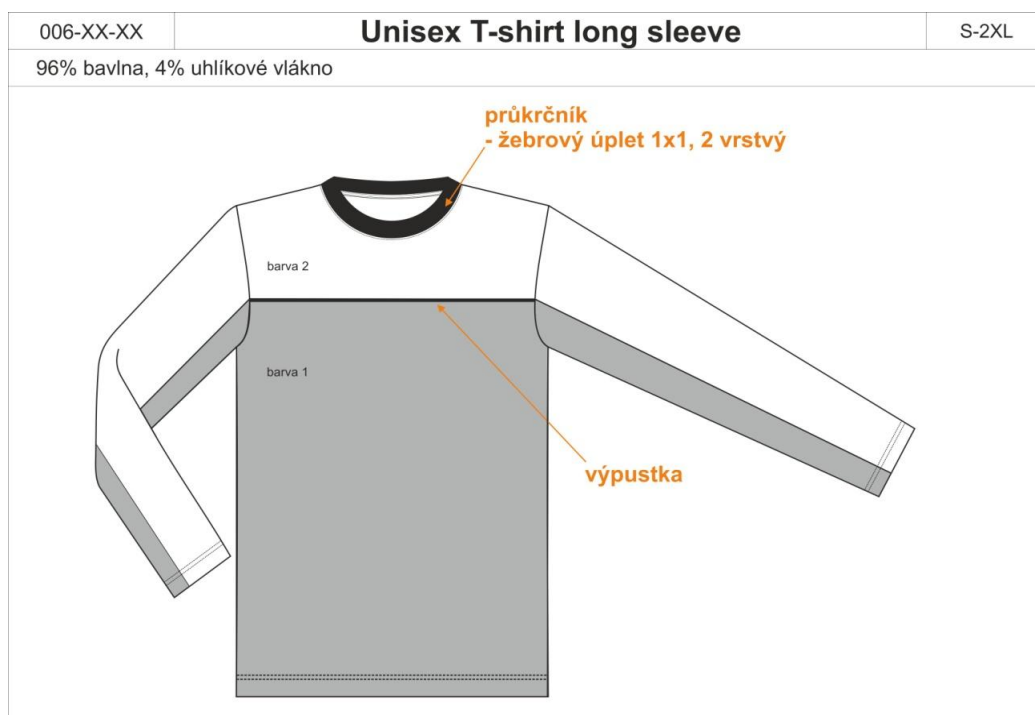 006-XX-XX
Unisex T-shirt long sleeve
S-2XL
96% bavlna, 4% uhlíkové vlákno
průkrčník
- žebrový úplet 1x1, 2 vrstvý
barva 2
barva 1
výpustka